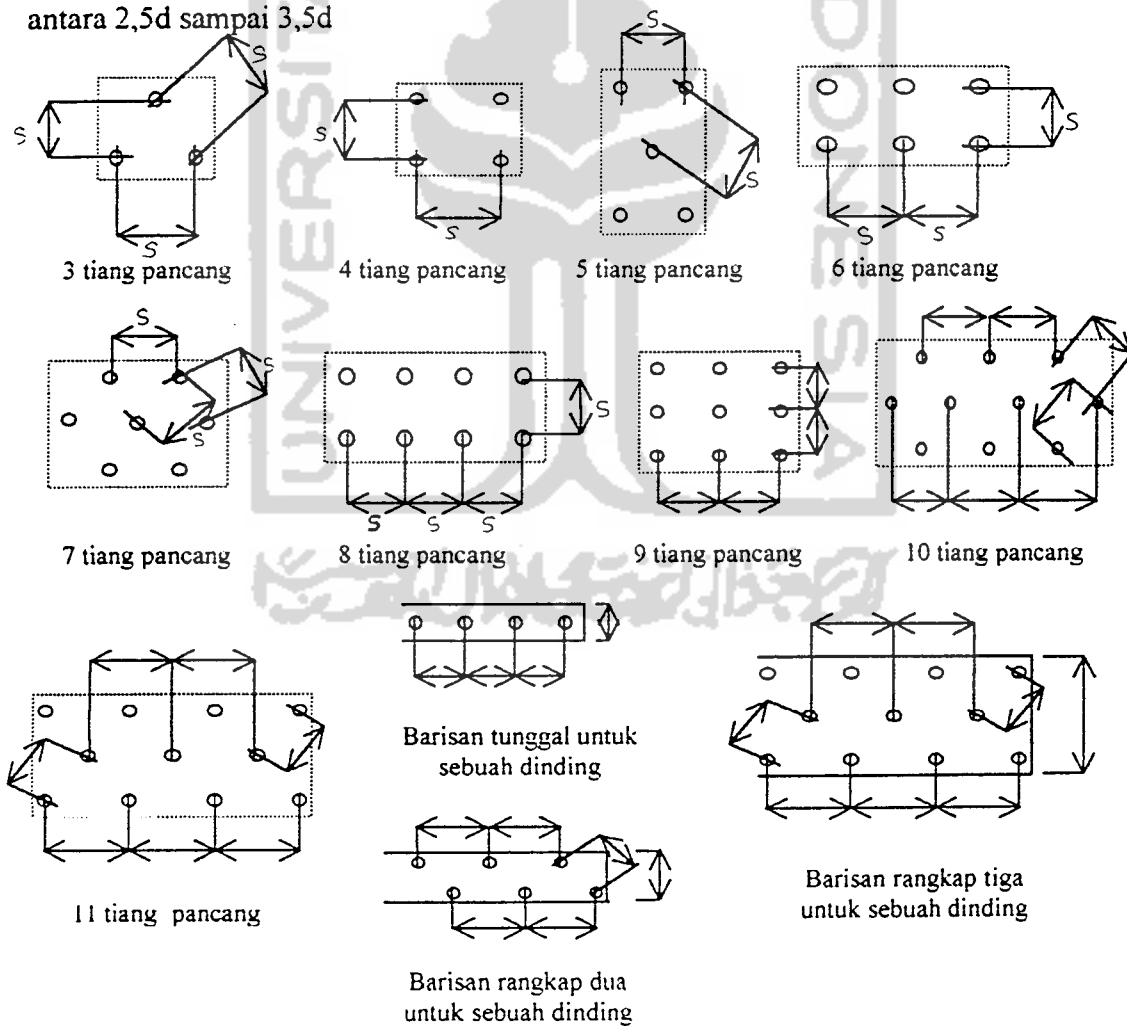 antara 2,5d sampai 3,5d
S
S
S
3 tiang pancang
S
S
4 tiang pancang
S
S
5 tiang pancang
S
S
S
6 tiang pancang
S
S
S
7 tiang pancang
S
S
S
S
8 tiang pancang
9 tiang pancang
10 tiang pancang
11 tiang pancang
Barisan tunggal untuk
sebuah dinding
Barisan rangkap dua
untuk sebuah dinding
Barisan rangkap tiga
untuk sebuah dinding
UNIVERSITA
ONESIA